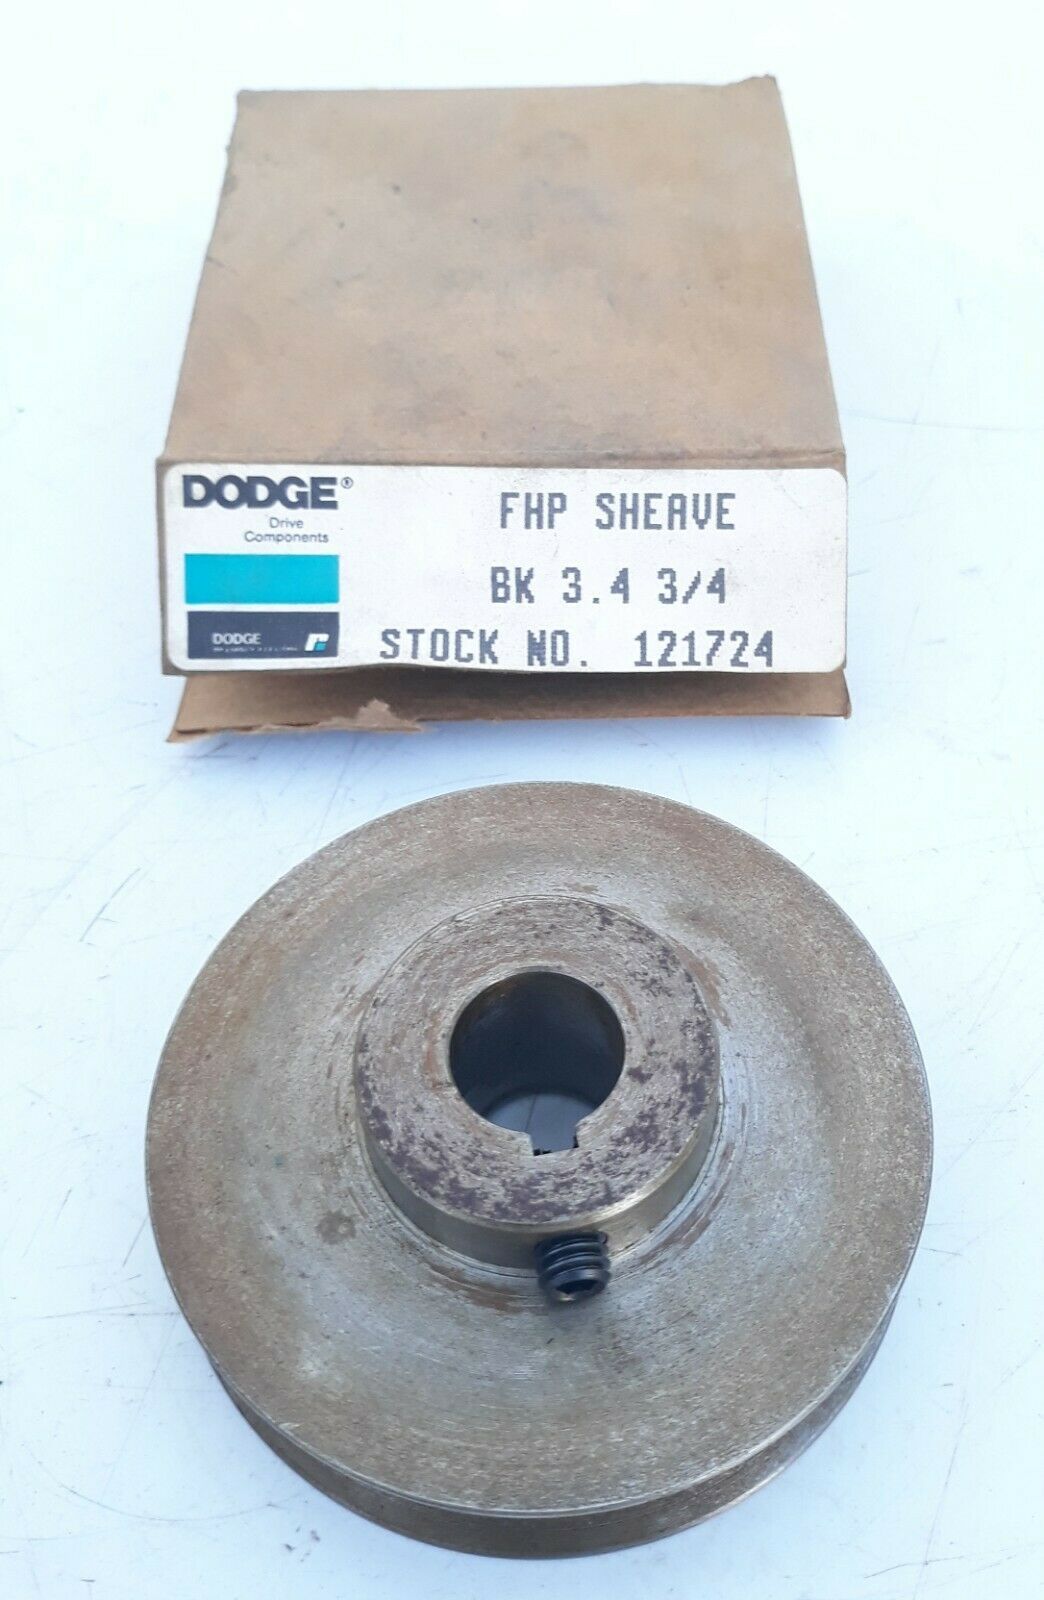 DODGE®
Drive
Components
DODGE
FHP SHEAVE
BK 3.4 3/4
STOCK NO. 121724